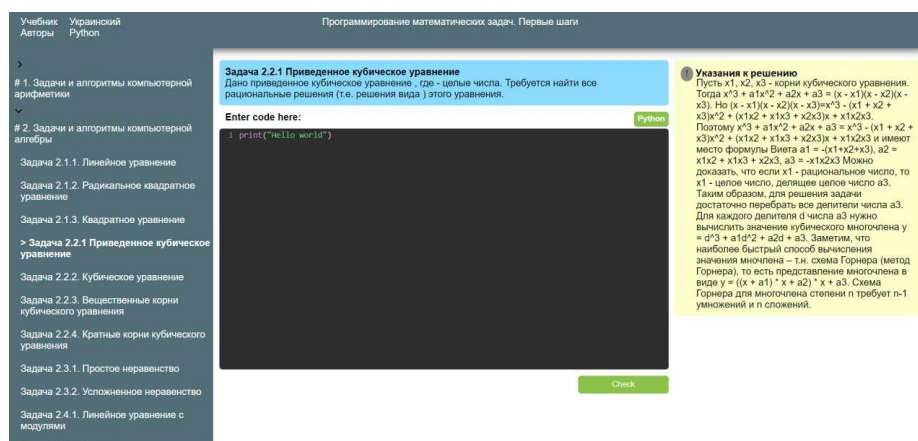 Учебник Украинский
Авторы Python
Программирование математических задач. Первые шаги
>
# 1. Задачи и алгоритмы компьютерной
арифметики
# 2. Задачи и алгоритмы компьютерной
алгебры
Задача 2.1.1. Линейное уравнение
Задача 2.1.2. Радикальное квадратное
уравнение
Задача 2.1.3. Квадратное уравнение
> Задача 2.2.1 Приведенное кубическое
уравнение
Задача 2.2.2. Кубическое уравнение
Задача 2.2.3. Вещественные корни
кубического уравнения
Задача 2.2.4. Кратные корни кубического
уравнения
Задача 2.3.1. Простое неравенство
Задача 2.3.2. Усложненное неравенство
Задача 2.4.1. Линейное уравнение с
модулями
Задача 2.2.1 Приведенное кубическое уравнение
Дано приведенное кубическое уравнение , где - целые числа. Требуется найти все
рациональные решения (т.е. решения вида ) этого уравнения.
Enter code here:
Python
1 print("Hello world")
Check
! Указания к решению
Пусть x1, x2, x3 - корни кубического уравнения.
Тогда x^3 + a1x^2 + a2x + a3 = (x - x1)(x - x2)(x -
x3). Но (x - x1)(x - x2)(x - x3)=x^3 - (x1 + x2 +
x3)x^2 + (x1x2 + x1x3 + x2x3)x + x1x2x3.
Поэтому x^3 + a1x^2 + a2x + a3 = x^3 - (x1 + x2 +
x3)x^2 + (x1x2 + x1x3 + x2x3)x + x1x2x3 и имеют
место формулы Виета a1 = -(x1+x2+x3), a2 =
x1x2 + x1x3 + x2x3, a3 = -x1x2x3 Можно
доказать, что если x1 - рациональное число, то
x1 - целое число, делящее целое число a3.
Таким образом, для решения задачи
достаточно перебрать все делители числа a3.
Для каждого делителя d числа a3 нужно
вычислить значение кубического многочлена y
= d^3 + a1d^2 + a2d + a3. Заметим, что
наиболее быстрый способ вычисления
значения мночлена – т.н. схема Горнера (метод
Горнера), то есть представление многочлена в
виде y = ((x + a1) * x + a2) * x + a3. Схема
Горнера для многочлена степени n требует n-1
умножений и n сложений.